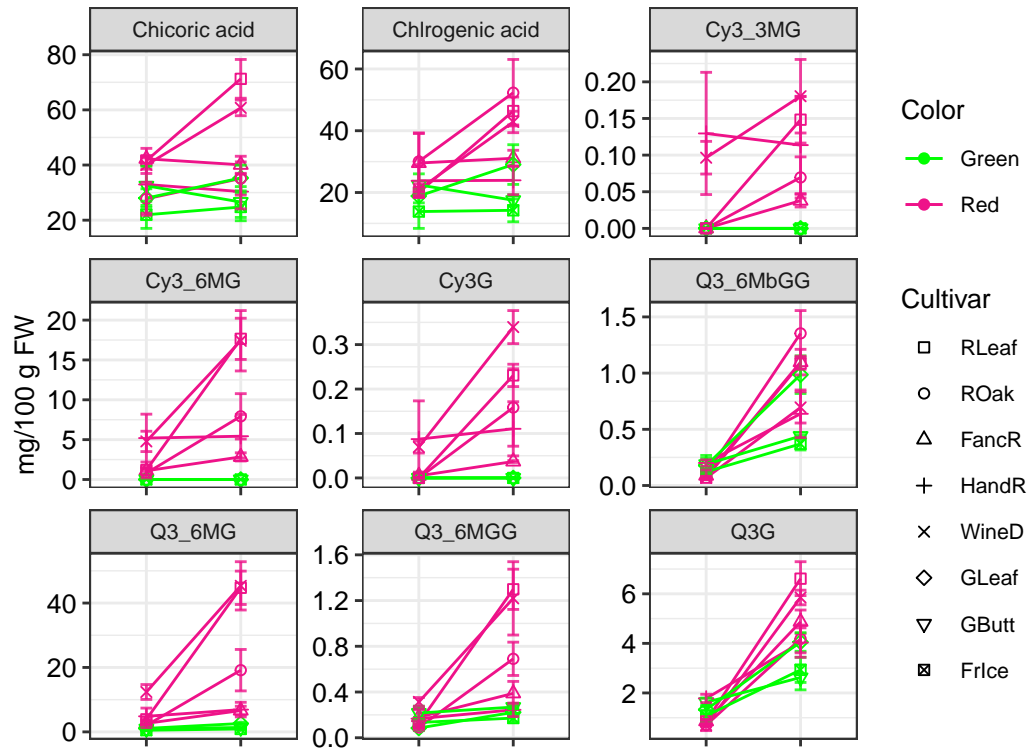 Chicoric acid
Chlrogenic acid
Cy3_3MG
80
60
40
20
60
40
20
0.20
0.15
0.10
0.05
0.00
Cy3_6MG
Cy3G
Q3_6MbGG
20
15
10
5
0
0.3
0.2
0.1
0.0
1.5
1.0
0.5
0.0
Q3_6MG
Q3_6MGG
Q3G
40
20
0
1.6
1.2
0.8
0.4
0.0
6
4
2
mg/100 g FW
Color
Green
Red
Cultivar
RLeaf
ROak
FancR
HandR
WineD
GLeaf
GButt
FrIce